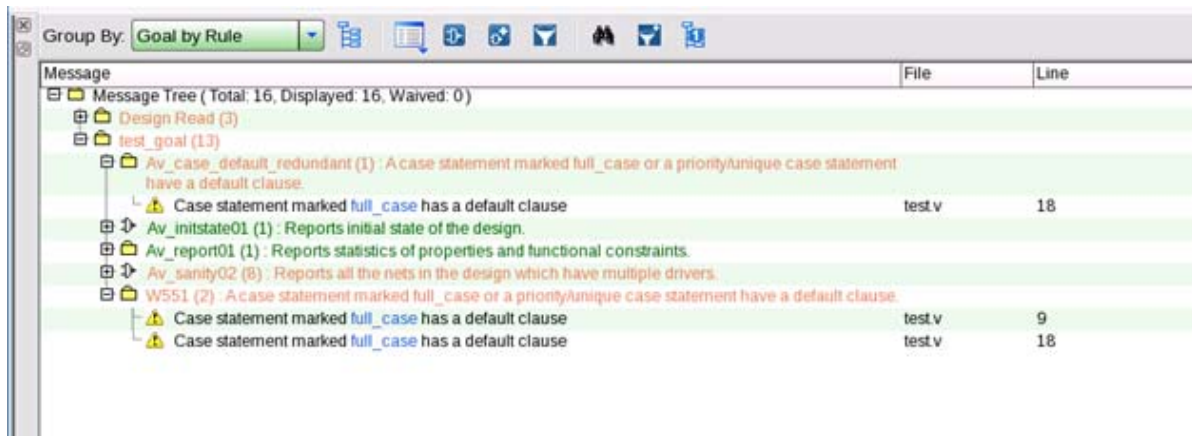 Group By: Goal by Rule
Message File Line
Message Tree ( Total: 16, Displayed: 16, Waived: 0 )
Design Read (3)
test_goal (13)
Av_case_default_redundant (1) : A case statement marked full_case or a priority/unique case statement
have a default clause.
Case statement marked full_case has a default clause test.v 18
Av_initstate01 (1) : Reports initial state of the design.
Av_report01 (1) : Reports statistics of properties and functional constraints.
Av_sanity02 (8) : Reports all the nets in the design which have multiple drivers.
W551 (2) : A case statement marked full_case or a priority/unique case statement have a default clause.
Case statement marked full_case has a default clause test.v 9
Case statement marked full_case has a default clause test.v 18